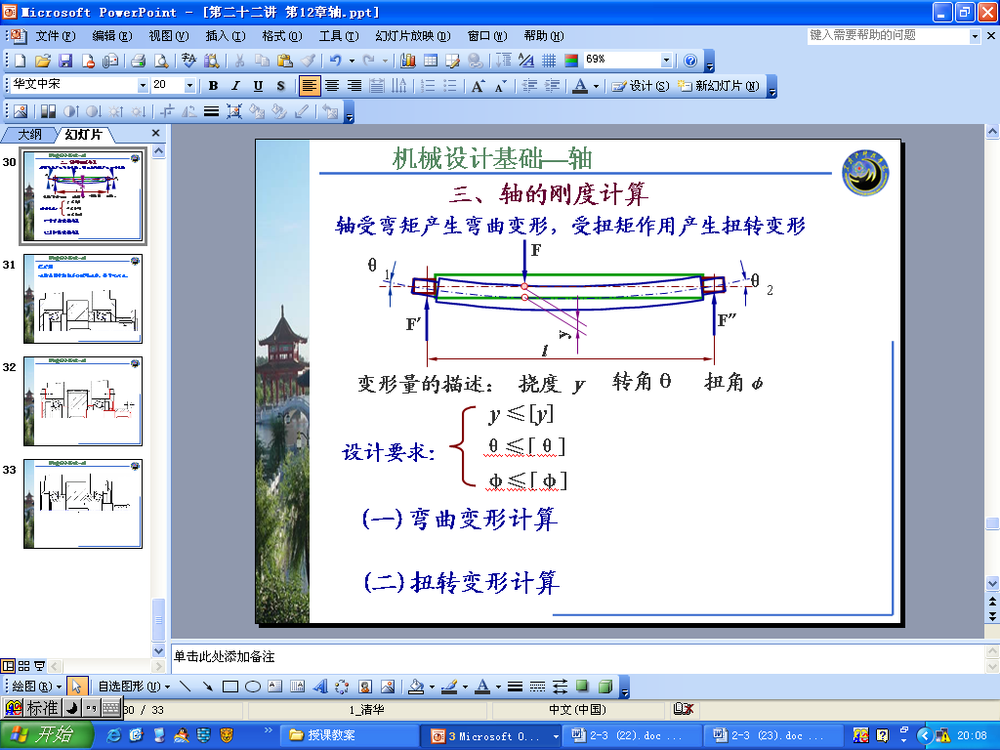 Microsoft PowerPoint - [第二十二讲 第12章轴.ppt]
文件(F) 编辑(E) 视图(V) 插入(I) 格式(O) 工具(T) 幻灯片放映(D) 窗口(W) 帮助(H) 键入需要帮助的问题
69%
华文中宋 20 B I U S A A A 设计(S) 新幻灯片(N)
大纲 幻灯片
30
31
32
33
机械设计基础—轴
三、轴的刚度计算
轴受弯矩产生弯曲变形，受扭矩作用产生扭转变形
F
θ 1
θ 2
F′
F″
y
l
变形量的描述： 挠度 y 转角θ 扭角φ
y ≤[y]
设计要求：
θ≤[θ]
φ≤[φ]
(一)弯曲变形计算
(二)扭转变形计算
单击此处添加备注
绘图(R) 自选图形(U)
标准
30 / 33 1_清华 中文(中国)
开始 授课教案 3 Microsoft O... 2-3 (22).doc ... 2-3 (23).doc ... 20:08